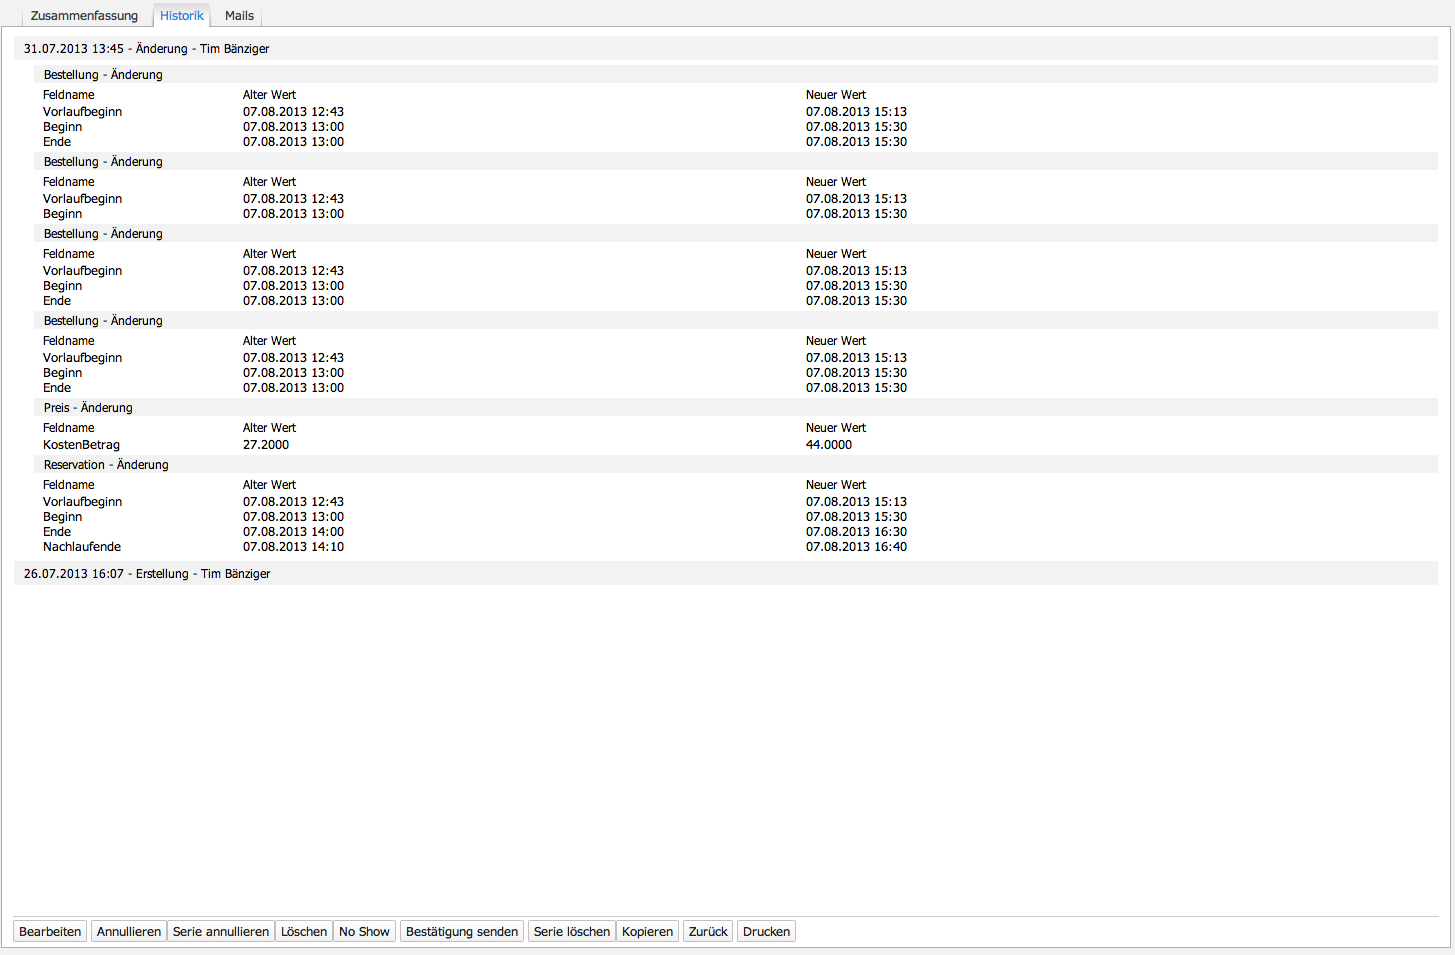 Zusammenfassung Historik Mails
31.07.2013 13:45 - Änderung - Tim Bänziger
Bestellung - Änderung
Feldname Alter Wert Neuer Wert
Vorlaufbeginn 07.08.2013 12:43 07.08.2013 15:13
Beginn 07.08.2013 13:00 07.08.2013 15:30
Ende 07.08.2013 13:00 07.08.2013 15:30
Bestellung - Änderung
Feldname Alter Wert Neuer Wert
Vorlaufbeginn 07.08.2013 12:43 07.08.2013 15:13
Beginn 07.08.2013 13:00 07.08.2013 15:30
Bestellung - Änderung
Feldname Alter Wert Neuer Wert
Vorlaufbeginn 07.08.2013 12:43 07.08.2013 15:13
Beginn 07.08.2013 13:00 07.08.2013 15:30
Ende 07.08.2013 13:00 07.08.2013 15:30
Bestellung - Änderung
Feldname Alter Wert Neuer Wert
Vorlaufbeginn 07.08.2013 12:43 07.08.2013 15:13
Beginn 07.08.2013 13:00 07.08.2013 15:30
Ende 07.08.2013 13:00 07.08.2013 15:30
Preis - Änderung
Feldname Alter Wert Neuer Wert
KostenBetrag 27.2000 44.0000
Reservation - Änderung
Feldname Alter Wert Neuer Wert
Vorlaufbeginn 07.08.2013 12:43 07.08.2013 15:13
Beginn 07.08.2013 13:00 07.08.2013 15:30
Ende 07.08.2013 14:00 07.08.2013 16:30
Nachlaufende 07.08.2013 14:10 07.08.2013 16:40
26.07.2013 16:07 - Erstellung - Tim Bänziger
Bearbeiten Annullieren Serie annullieren Löschen No Show Bestätigung senden Serie löschen Kopieren Zurück Drucken